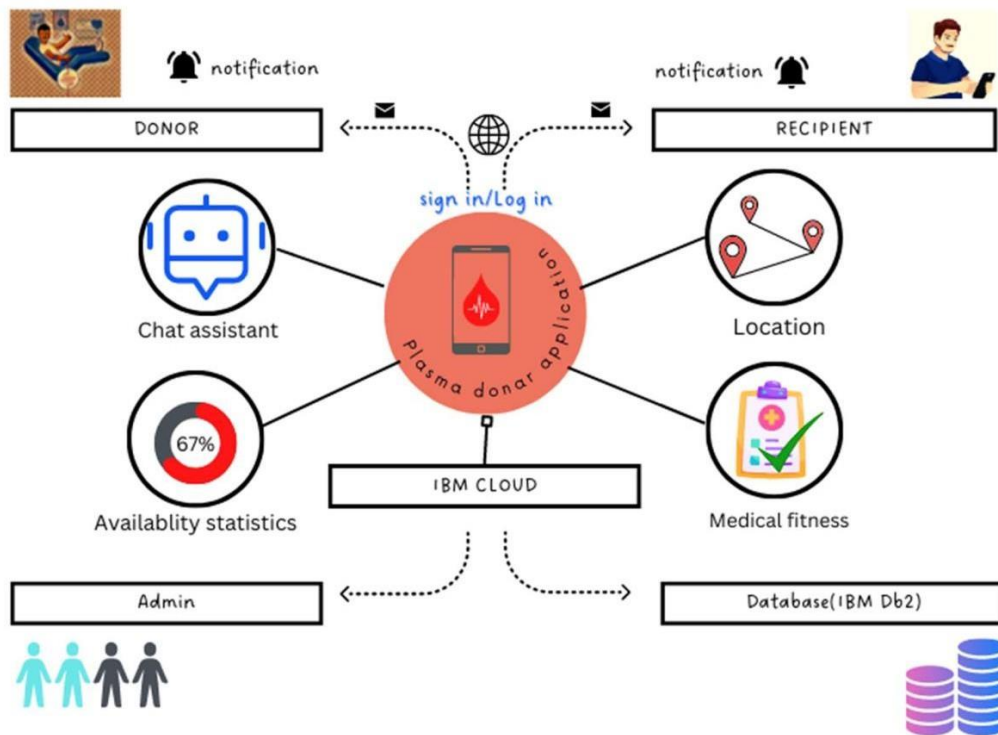 notification
notification
DONOR
RECIPIENT
sign in/Log in
Plasma donar application
Chat assistant
Location
67%
Availablity statistics
IBM CLOUD
Medical fitness
Admin
Database(IBM Db2)